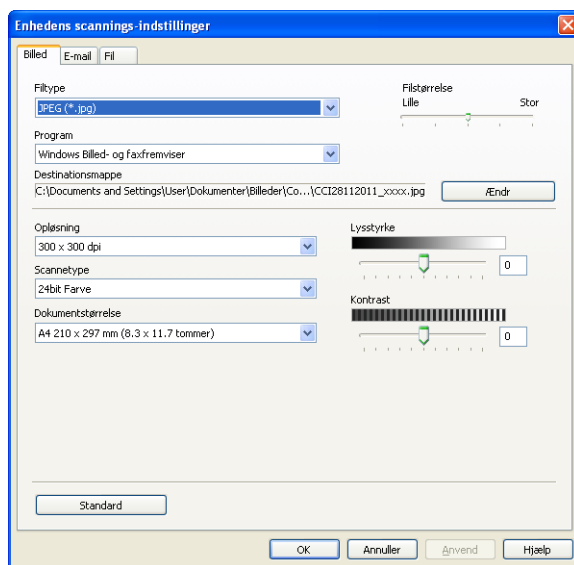 Enhedens scannings-indstillinger
Billed E-mail Fil
Filtype
JPEG (*.jpg)
Filstørrelse
Lille Stor
Program
Windows Billed- og faxfremviser
Destinationsmappe
C:\Documents and Settings\User\Dokumenter\Billeder\Co...\CCI28112011_xxxx.jpg
Ændr
Opløsning
300 x 300 dpi
Scannetype
24bit Farve
Dokumentstørrelse
A4 210 x 297 mm (8.3 x 11.7 tommer)
Lysstyrke
0
Kontrast
0
Standard
OK Annuller Anvend Hjælp